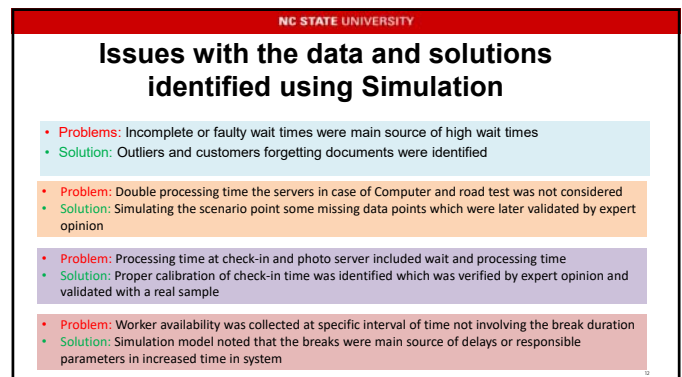 NC STATE UNIVERSITY
Issues with the data and solutions
identified using Simulation
• Problems: Incomplete or faulty wait times were main source of high wait times
• Solution: Outliers and customers forgetting documents were identified
• Problem: Double processing time the servers in case of Computer and road test was not considered
• Solution: Simulating the scenario point some missing data points which were later validated by expert
opinion
• Problem: Processing time at check-in and photo server included wait and processing time
• Solution: Proper calibration of check-in time was identified which was verified by expert opinion and
validated with a real sample
• Problem: Worker availability was collected at specific interval of time not involving the break duration
• Solution: Simulation model noted that the breaks were main source of delays or responsible
parameters in increased time in system